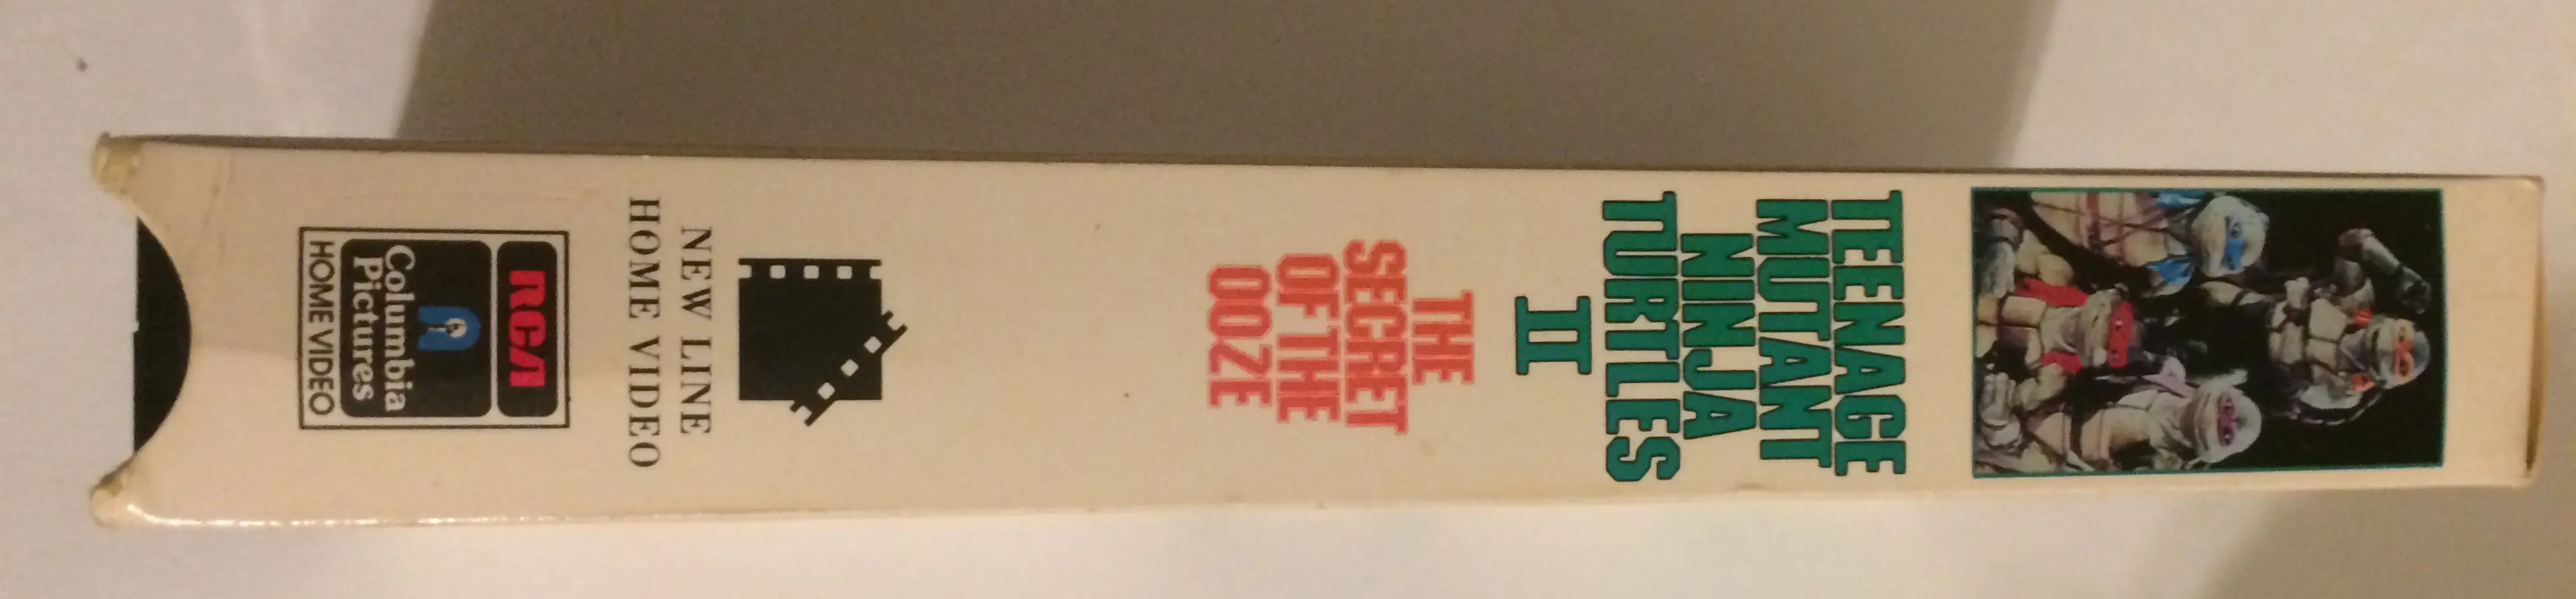 TEENAGE
MUTANT
NINJA
TURTLES
II
THE
SECRET
OF THE
OOZE
NEW LINE
HOME VIDEO
RCA
Columbia
Pictures
HOME VIDEO